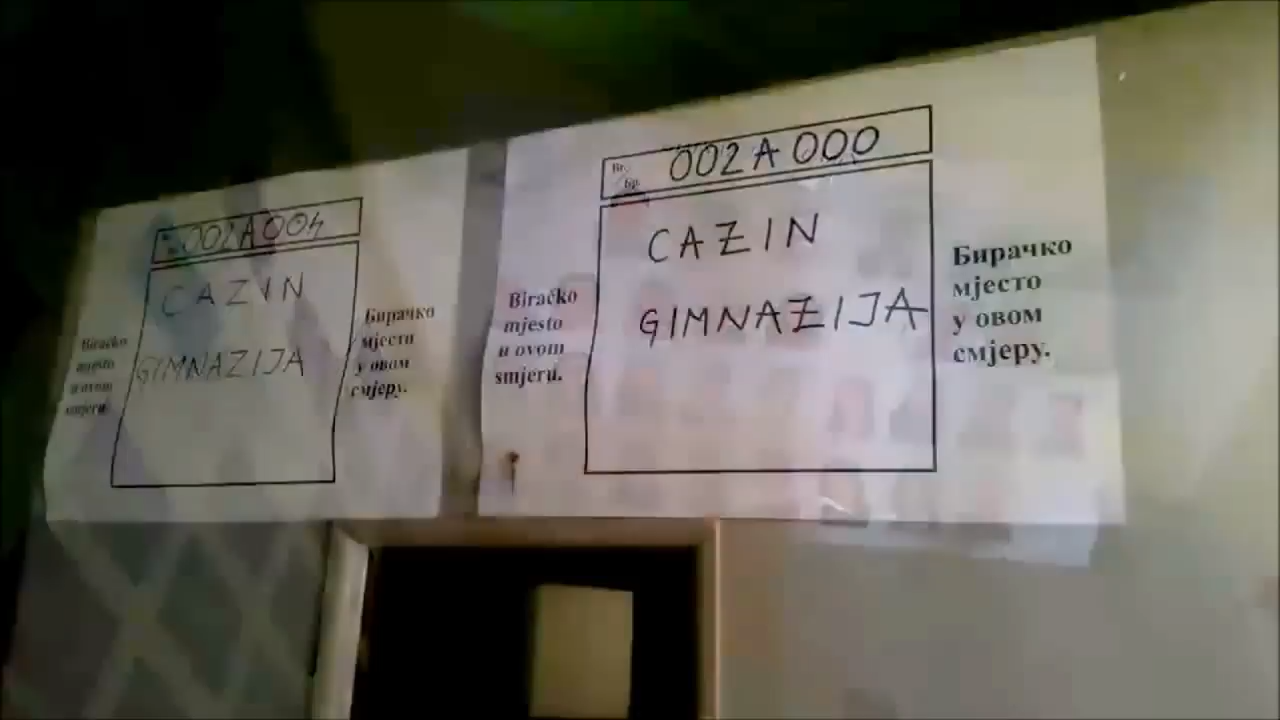 002A004
CAZIN
GIMNAZIJA
Biračko
mjesto
u ovom
smjeru.
Бирачко
мјесто
у овом
смјеру.
Br.
Бр.
002A000
CAZIN
GIMNAZIJA
Biračko
mjesto
u ovom
smjeru.
Бирачко
мјесто
у овом
смјеру.